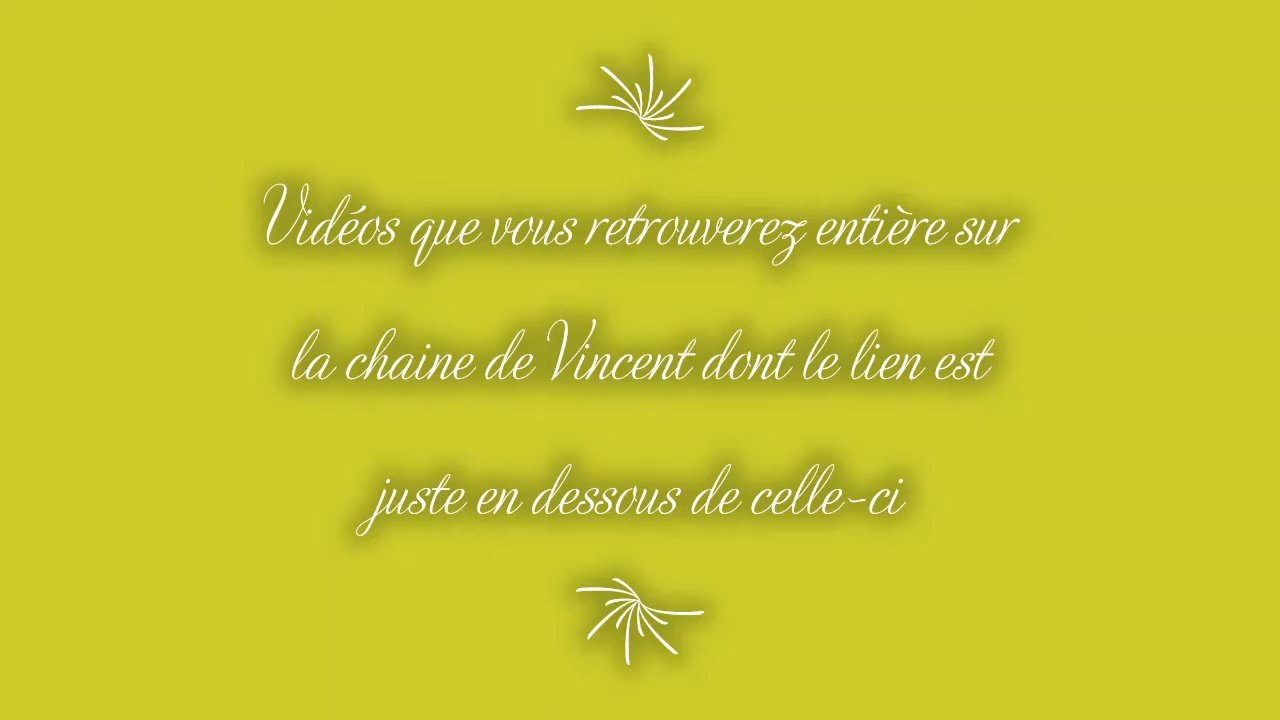 Vidéos que vous retrouverez entière sur
la chaine de Vincent dont le lien est
juste en dessous de celle-ci